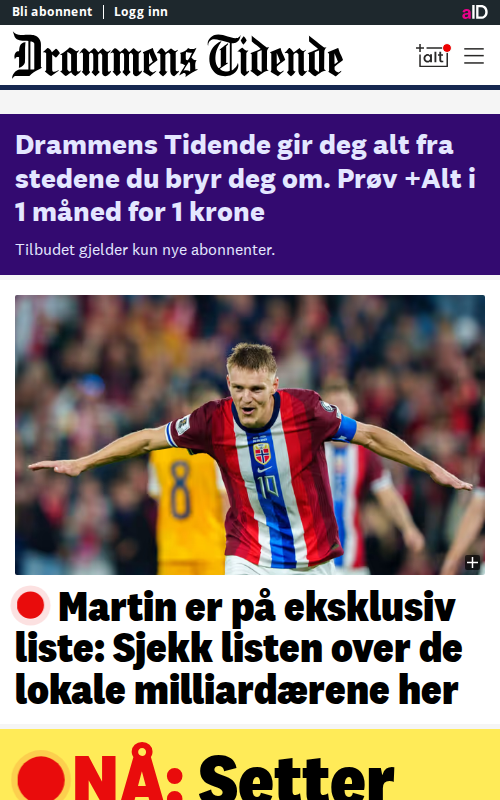 Bli abonnent
Logg inn
aID
Drammens Tidende
+alt
Drammens Tidende gir deg alt fra
stedene du bryr deg om. Prøv +Alt i
1 måned for 1 krone
Tilbudet gjelder kun nye abonnenter.
8
10
Martin er på eksklusiv
liste: Sjekk listen over de
lokale milliardærene her
NÅ: Setter